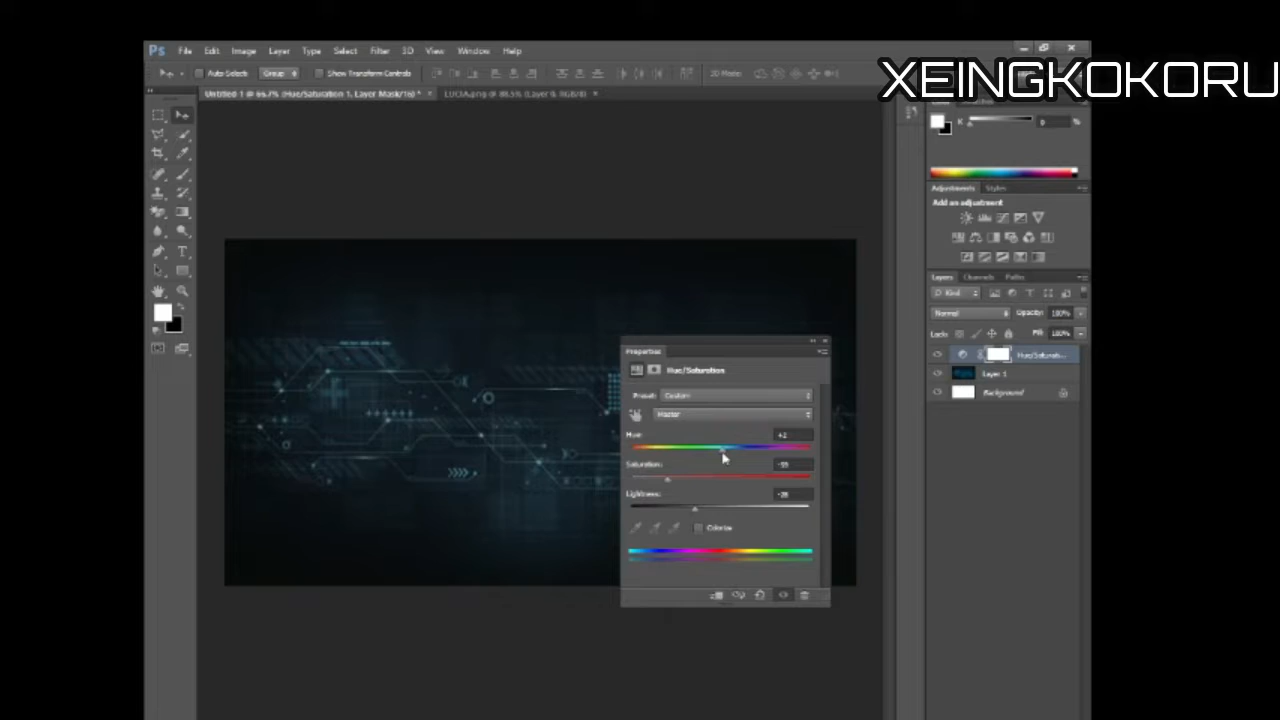 Ps File Edit Image Layer Type Select Filter 3D View Window Help
Auto-Select: Group Show Transform Controls 3D Mode:
XEINGKOKORU
Untitled-1 @ 66.7% (Hue/Saturation 1, Layer Mask/16) *
K 0 %
Adjustments Styles
Add an adjustment
Layers Channels Paths
Kind
Normal Opacity: 100%
Lock: Fill: 100%
Hue/Saturati...
Layer 1
Background
Properties
Hue/Saturation
Preset: Custom
Master
Hue:
Saturation:
Lightness:
Colorize